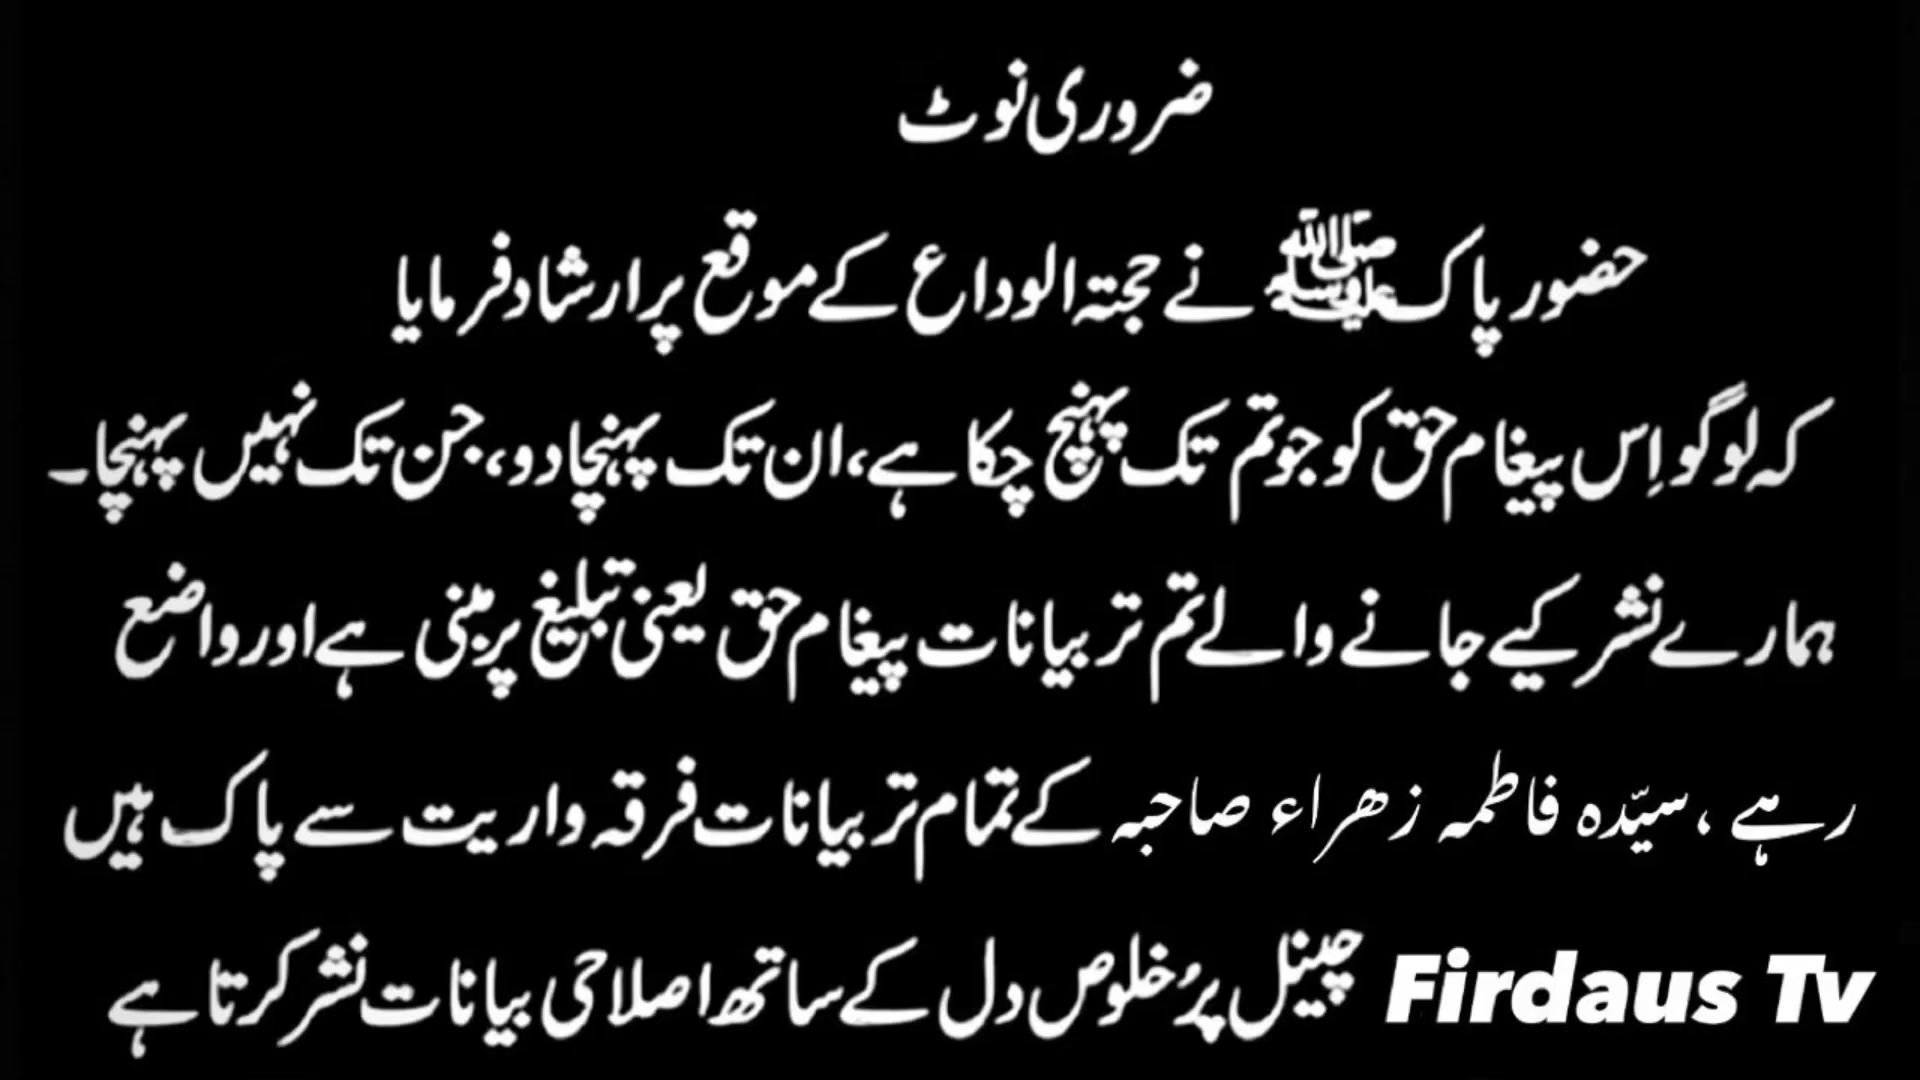 ضروری نوٹ
حضور پاک ﷺ نے حجتہ الوداع کے موقع پر ارشاد فرمایا
کہ لوگو اِس پیغام حق کو جو تم تک پہنچ چکا ہے، ان تک پہنچا دو، جن تک نہیں پہنچا۔
ہمارے نشر کیے جانے والے تم تر بیانات پیغام حق یعنی تبلیغ پر مبنی ہے اور واضع
رہے ، سیّدہ فاطمہ زھراء صاحبہ کے تمام تر بیانات فرقہ واریت سے پاک ہیں
Firdaus Tv چینل پُر خلوص دل کے ساتھ اصلاحی بیانات نشر کرتا ہے